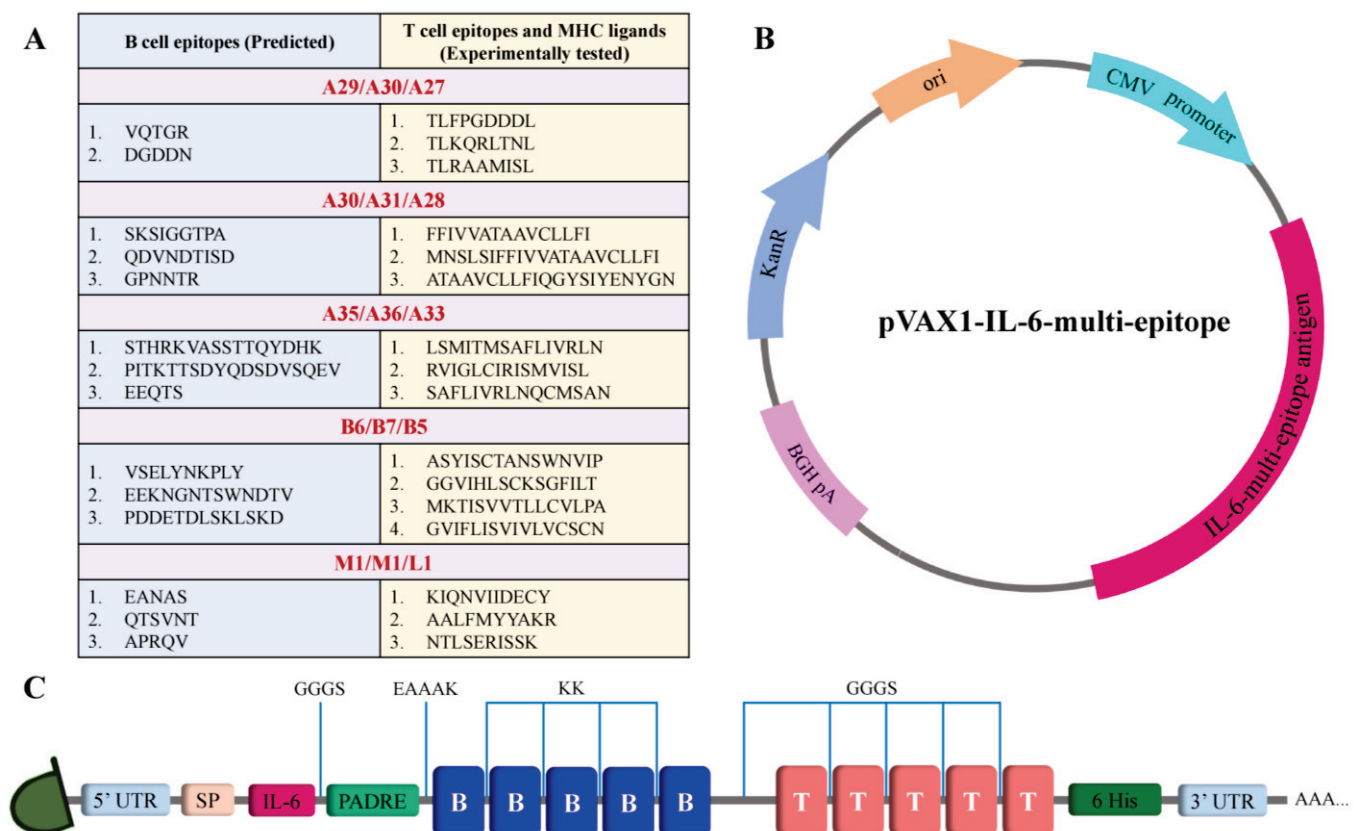 A
B cell epitopes (Predicted)
T cell epitopes and MHC ligands
(Experimentally tested)
A29/A30/A27
1. VQTGR
2. DGDDN
1. TLFPGDDDL
2. TLKQRLTNL
3. TLRAAMISL
A30/A31/A28
1. SKSIGGTPA
2. QDVNDTISD
3. GPNNTR
1. FFIVVATAAVCLLFI
2. MNSLSIFFIVVATAAVCLLFI
3. ATAAVCLLFIQGYSIYENYGN
A35/A36/A33
1. STHRKVASSTTQYDHK
2. PITKTTSDYQDSDVSQEV
3. EEQTS
1. LSMITMSAFLIVRLN
2. RVIGLCIRISMVISL
3. SAFLIVRLNQCMSAN
B6/B7/B5
1. VSELYNKPLY
2. EEKNGNTSWNDTV
3. PDDETDLSKLSKD
1. ASYISCTANSWNVIP
2. GGVIHLSCKSGFILT
3. MKTISVVTLLCVLPA
4. GVIFLISVIVLVCSCN
M1/M1/L1
1. EANAS
2. QTSVNT
3. APRQV
1. KIQNVIIDECY
2. AALFMYYAKR
3. NTLSERISSK
B
ori
CMV promoter
KanR
pVAX1-IL-6-multi-epitope
IL-6-multi-epitope antigen
BGH pA
C
GGGS
EAAAK
KK
GGGS
5’ UTR
SP
IL-6
PADRE
B
B
B
B
B
T
T
T
T
T
6 His
3’ UTR
AAA...